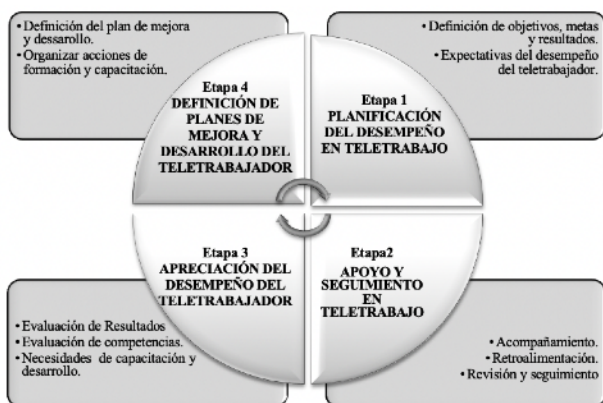 • Definición del plan de mejora
y dessarrollo.
• Organizar acciones de
formación y capacitación.
• Definición de objetivos, metas
y resultados.
• Expectativas del desempeño
del teletrabajador.
Etapa 4
DEFINICIÓN DE
PLANES DE
MEJORA Y
DESARROLLO DEL
TELETRABAJADOR
Etapa 1
PLANIFICACIÓN
DEL DESEMPEÑO
EN TELETRABAJO
Etapa 3
APRECIACIÓN DEL
DESEMPEÑO DEL
TELETRABAJADOR
Etapa2
APOYO Y
SEGUIMIENTO
EN
TELETRABAJO
• Evaluación de Resultados
• Evaluación de competencias.
• Necesidades de capacitación y
desarrollo.
• Acompañamiento.
• Retroalimentación.
• Revisión y seguimiento